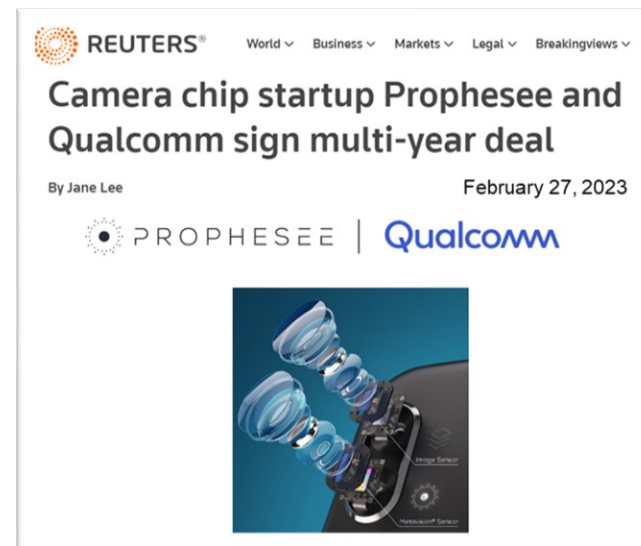 REUTERS®
World Business Markets Legal Breakingviews
Camera chip startup Prophesee and
Qualcomm sign multi-year deal
By Jane Lee
February 27, 2023
PROPHESEE | Qualcomm
Image Sensor
Metavision® Sensor